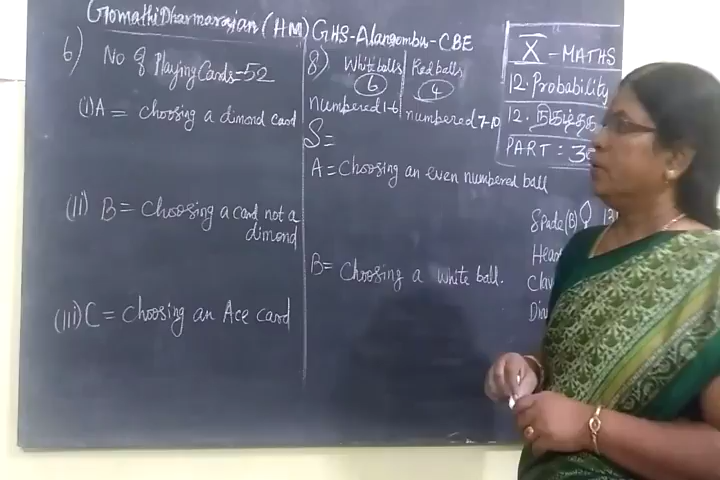 Gomathi Dharmarajan (HM) GHS-Alangombu-CBE
6) No of Playing Cards=52
(i) A = choosing a dimond card
(ii) B = Choosing a card not a
dimond
(iii) C = choosing an Ace card
8) White balls Red balls
6 4
numbered 1-6 numbered 7-10
S=
A = Choosing an even numbered ball
B= Choosing a white ball.
X - MATHS
12. Probability
12.
PART : 3
Spade (B)